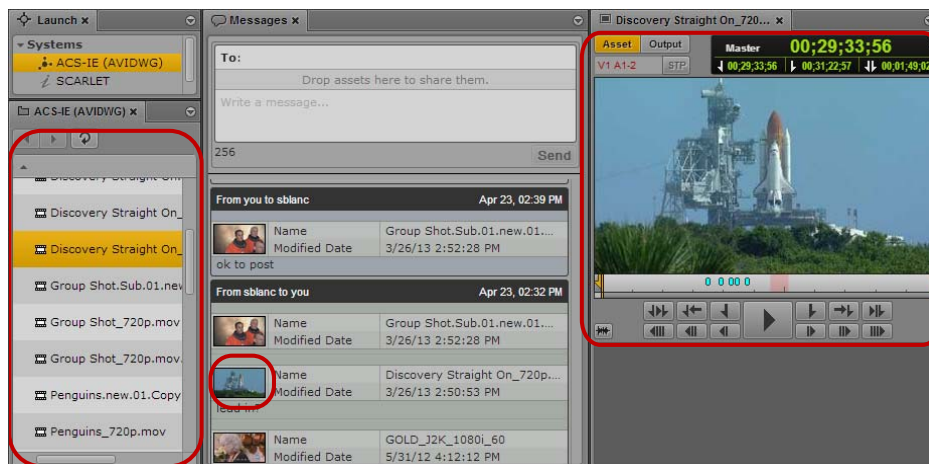 Launch x
Systems
ACS-IE (AVIDWG)
i SCARLET
ACS-IE (AVIDWG) x
Discovery Straight On_
Discovery Straight On_
Group Shot.Sub.01.new
Group Shot_720p.mov
Group Shot_720p.mov.
Penguins.new.01.Copy
Penguins_720p.mov
Messages x
To:
Drop assets here to share them.
Write a message...
256
Send
From you to sblanc Apr 23, 02:39 PM
Name Group Shot.Sub.01.new.01....
Modified Date 3/26/13 2:52:28 PM
ok to post
From sblanc to you Apr 23, 02:32 PM
Name Group Shot.Sub.01.new.01....
Modified Date 3/26/13 2:52:28 PM
Name Discovery Straight On_720p....
Modified Date 3/26/13 2:50:53 PM
lead in?
Name GOLD_J2K_1080i_60
Modified Date 5/31/12 4:12:12 PM
Discovery Straight On_720... x
Asset Output Master 00;29;33;56
V1 A1-2 STP 00;29;33;56 00;31;22;57 00;01;49;02
0 0 00 0